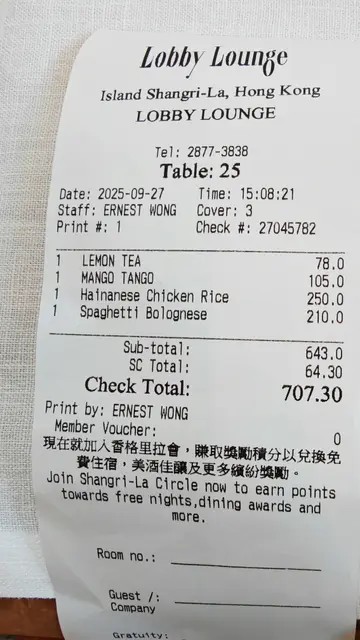 Lobby Lounge
Island Shangri-La, Hong Kong
LOBBY LOUNGE
Tel: 2877-3838
Table: 25
Date: 2025-09-27 Time: 15:08:21
Staff: ERNEST WONG Cover: 3
Print #: 1 Check #: 27045782
1 LEMON TEA 78.0
1 MANGO TANGO 105.0
1 Hainanese Chicken Rice 250.0
1 Spaghetti Bolognese 210.0
Sub-total: 643.0
SC Total: 64.30
Check Total: 707.30
Print by: ERNEST WONG
Member Voucher: 0
現在就加入香格里拉會，賺取獎勵積分以兌換免
費住宿，美酒佳釀及更多繽紛獎勵。
Join Shangri-La Circle now to earn points
towards free nights,dining awards and
more.
Room no.:
Guest /:
Company
Gratuity: